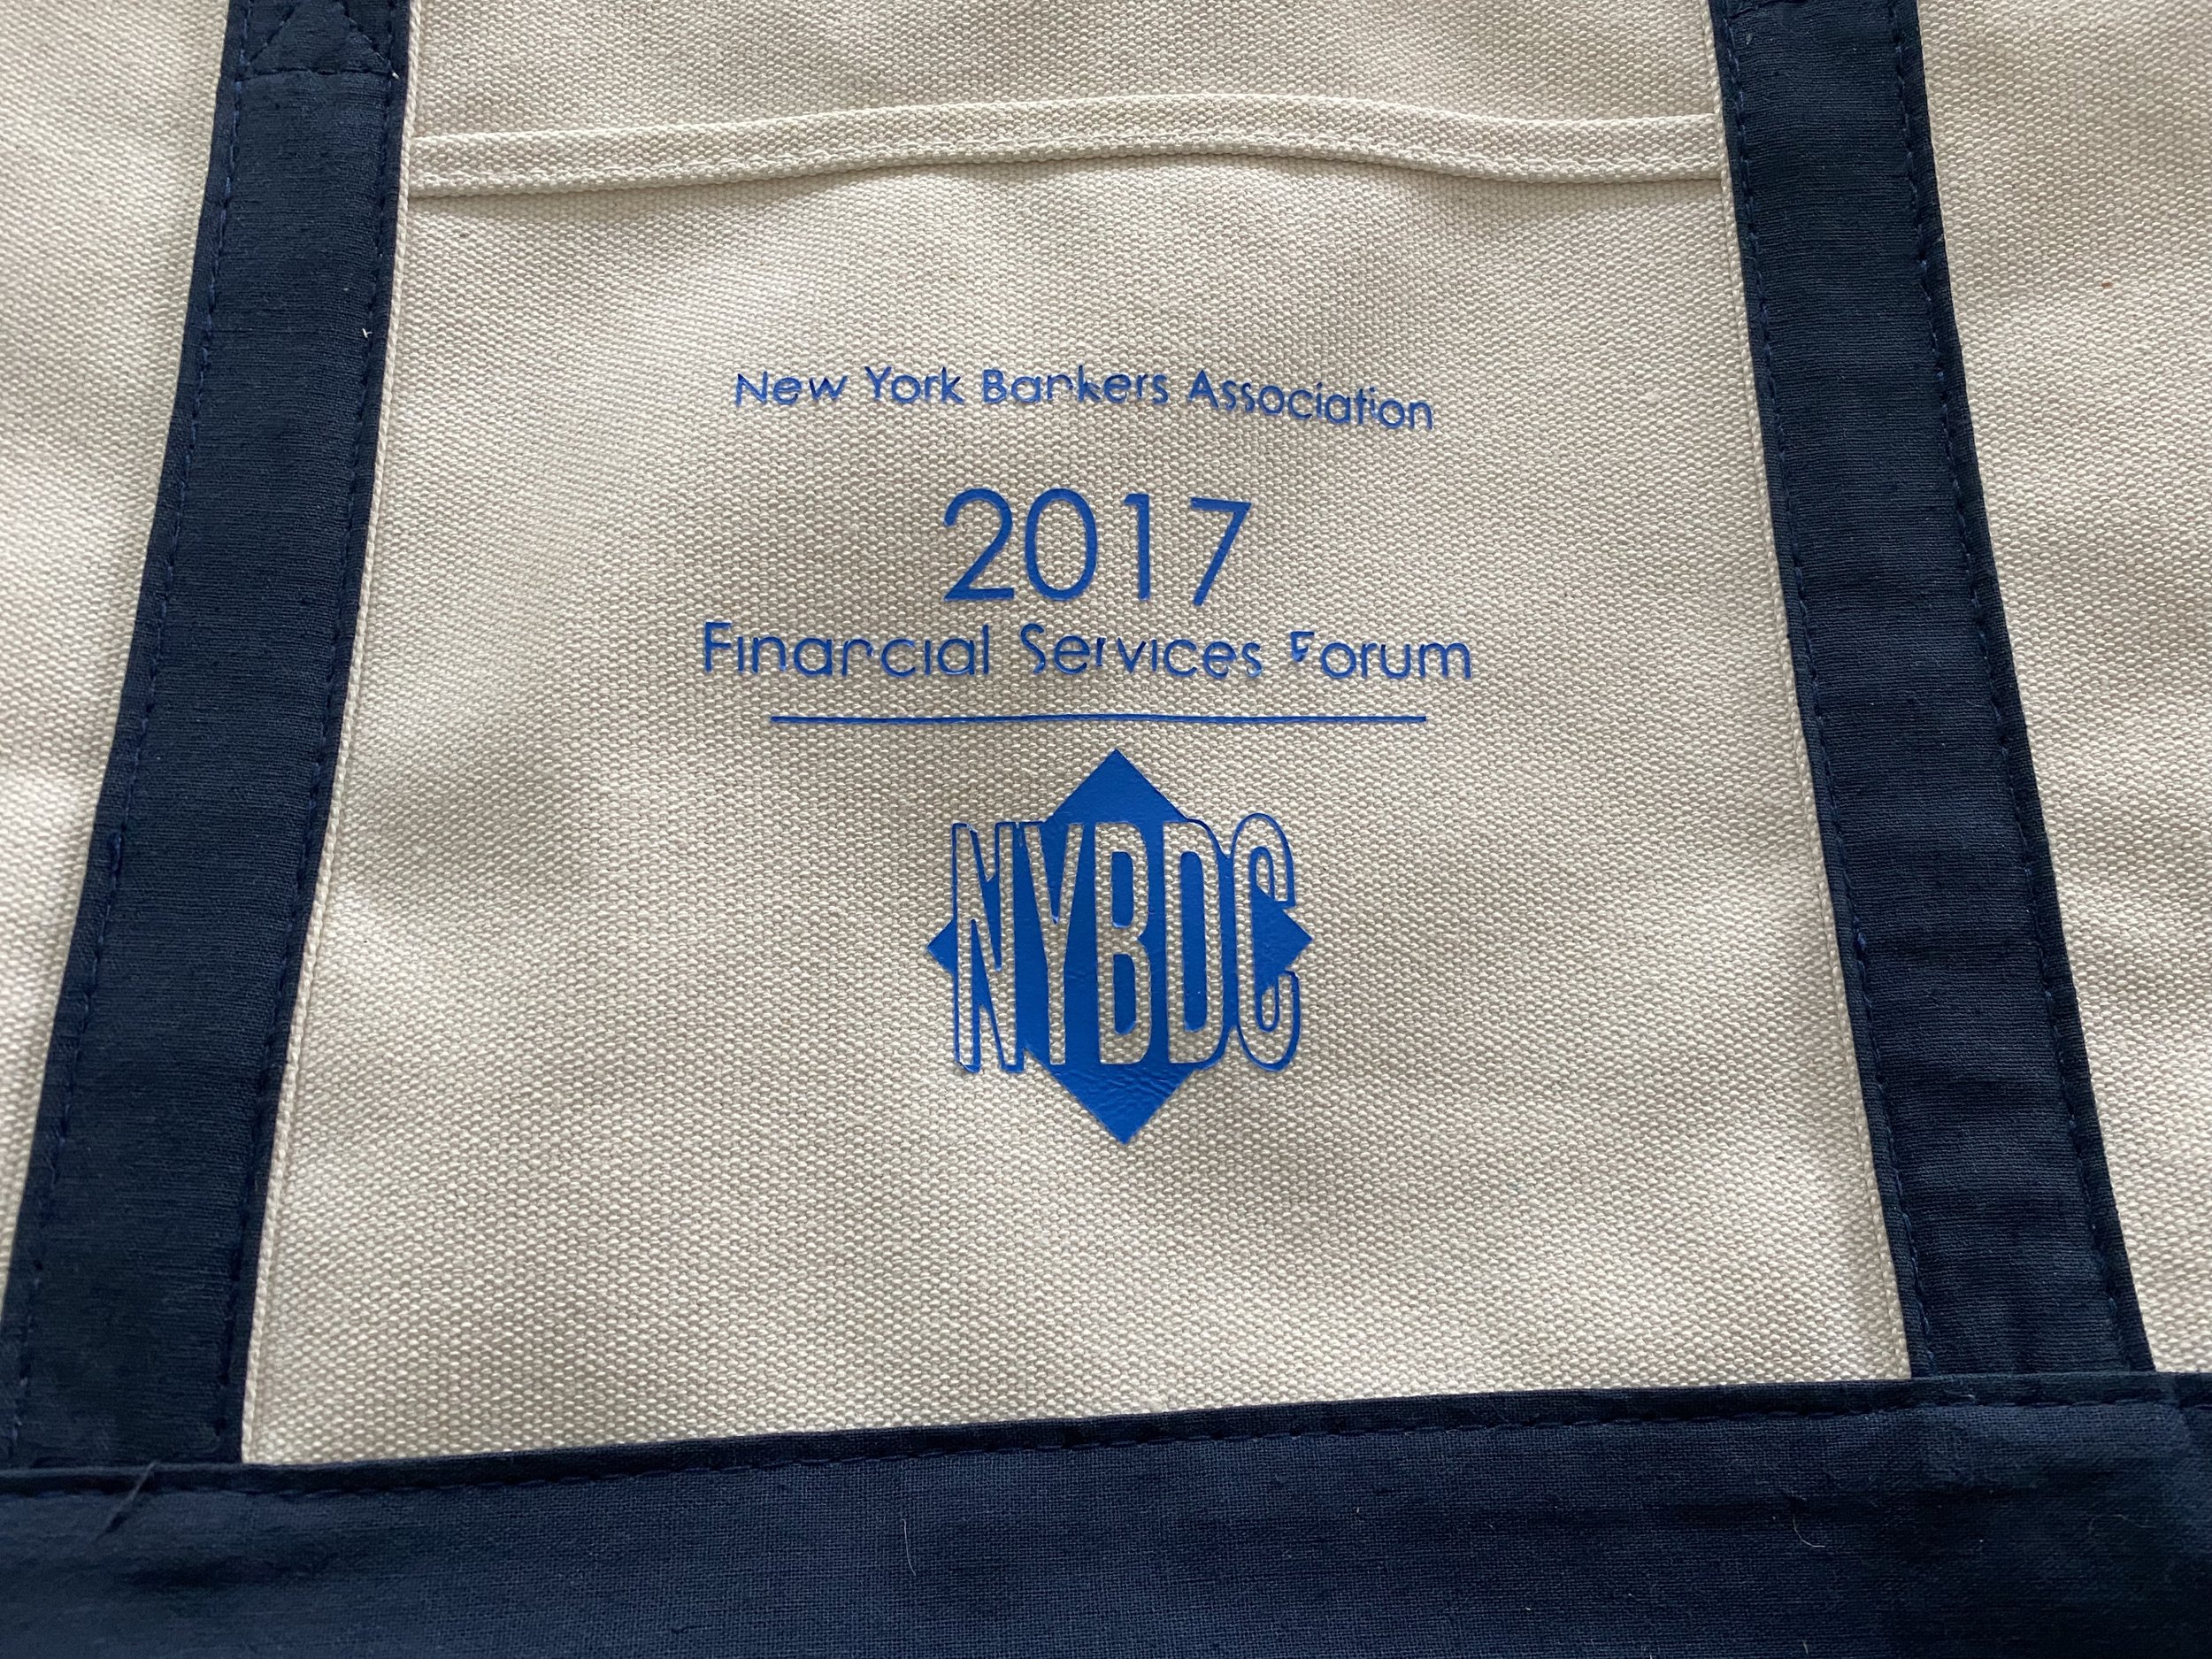 New York Bankers Association
2017
Financial Services Forum
NYBDC